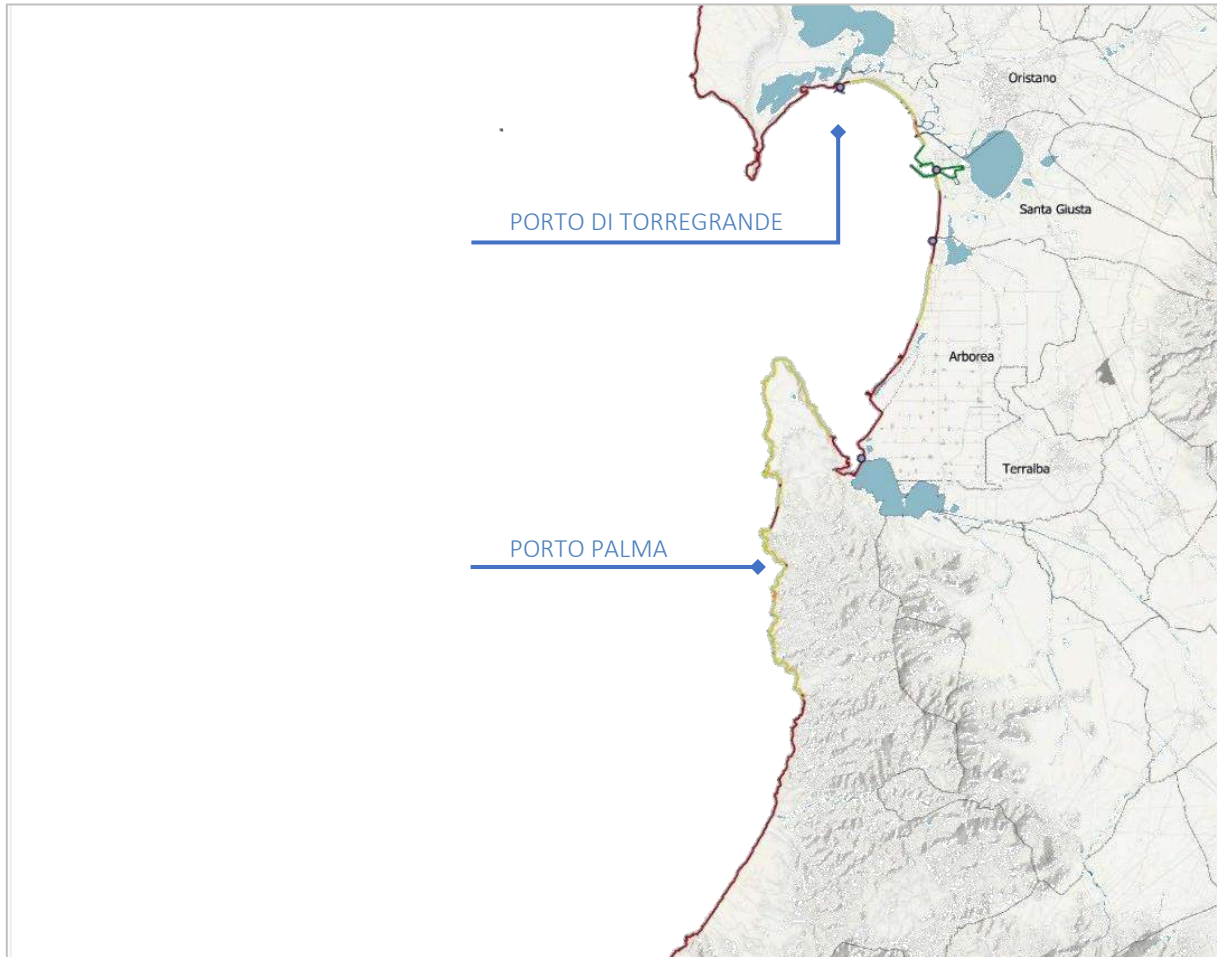 Oristano
Santa Giusta
PORTO DI TORREGRANDE
Arborea
Terralba
PORTO PALMA